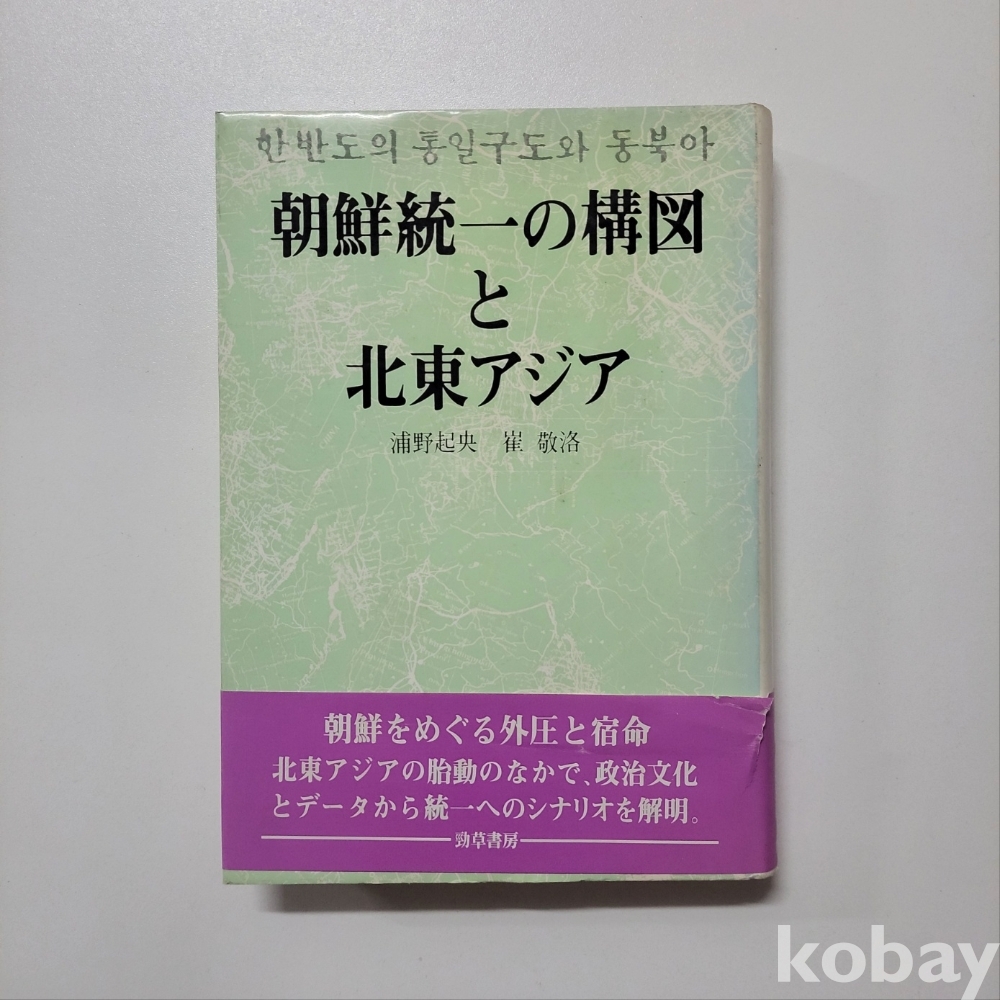 한반도의 통일구도와 동북아
朝鮮統一の構図
と
北東アジア
浦野起央 崔 敬洛
朝鮮をめぐる外圧と宿命
北東アジアの胎動のなかで、政治文化
とデータから統一へのシナリオを解明。
勁草書房
kobay